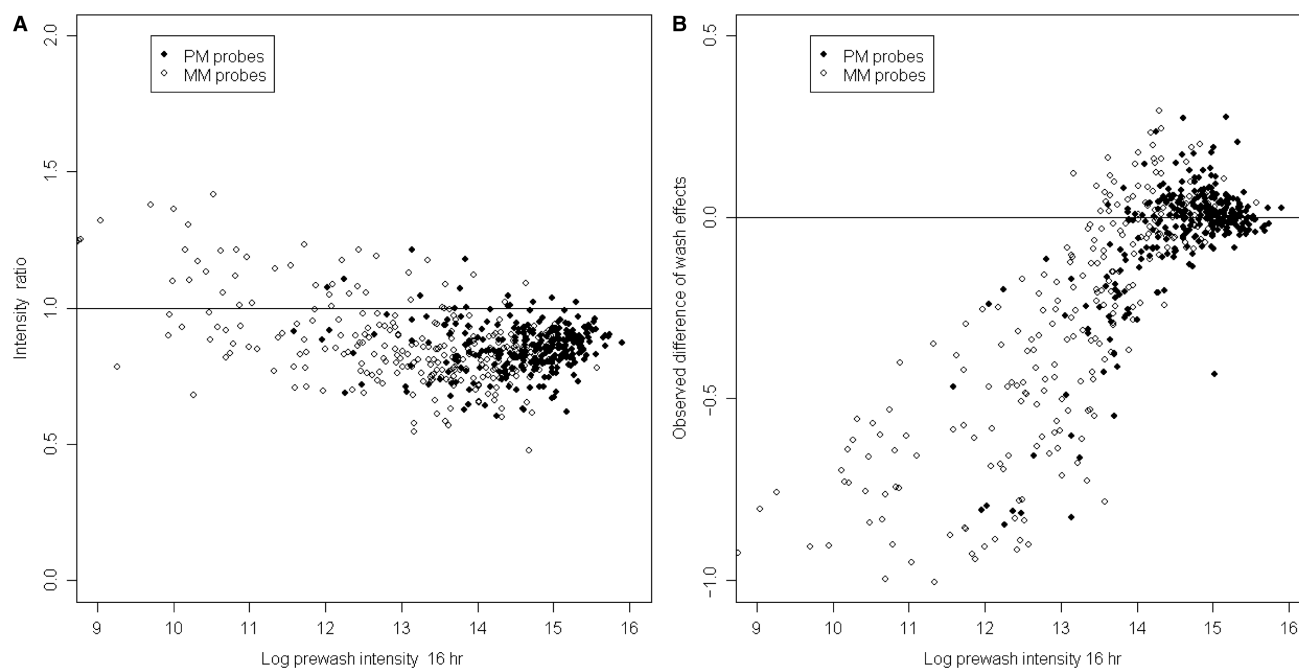 A
Intensity ratio
2.0
1.5
1.0
0.5
0.0
PM probes
MM probes
9 10 11 12 13 14 15 16
Log prewash intensity 16 hr
B
Observed difference of wash effects
0.5
0.0
−0.5
−1.0
PM probes
MM probes
9 10 11 12 13 14 15 16
Log prewash intensity 16 hr